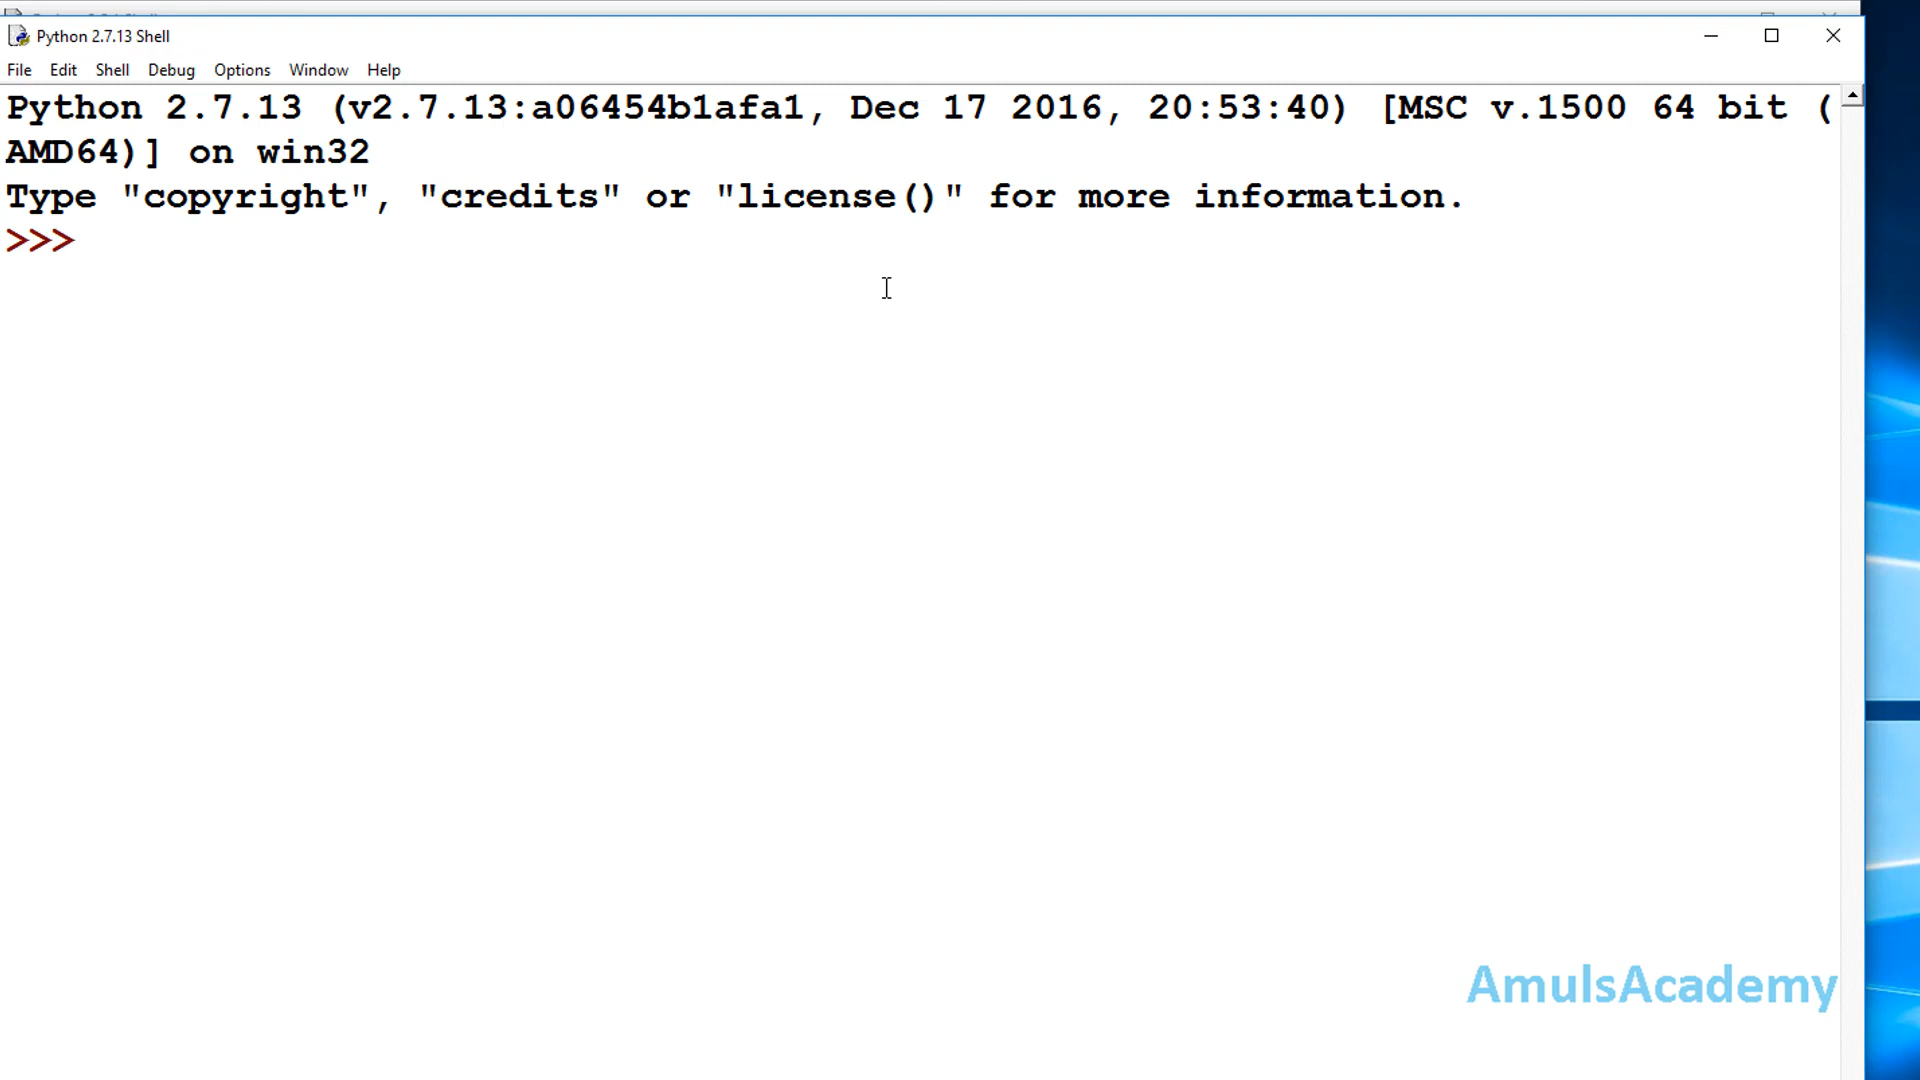 Python 2.7.13 Shell
File Edit Shell Debug Options Window Help
Python 2.7.13 (v2.7.13:a06454b1afa1, Dec 17 2016, 20:53:40) [MSC v.1500 64 bit (
AMD64)] on win32
Type "copyright", "credits" or "license()" for more information.
>>>
AmulsAcademy